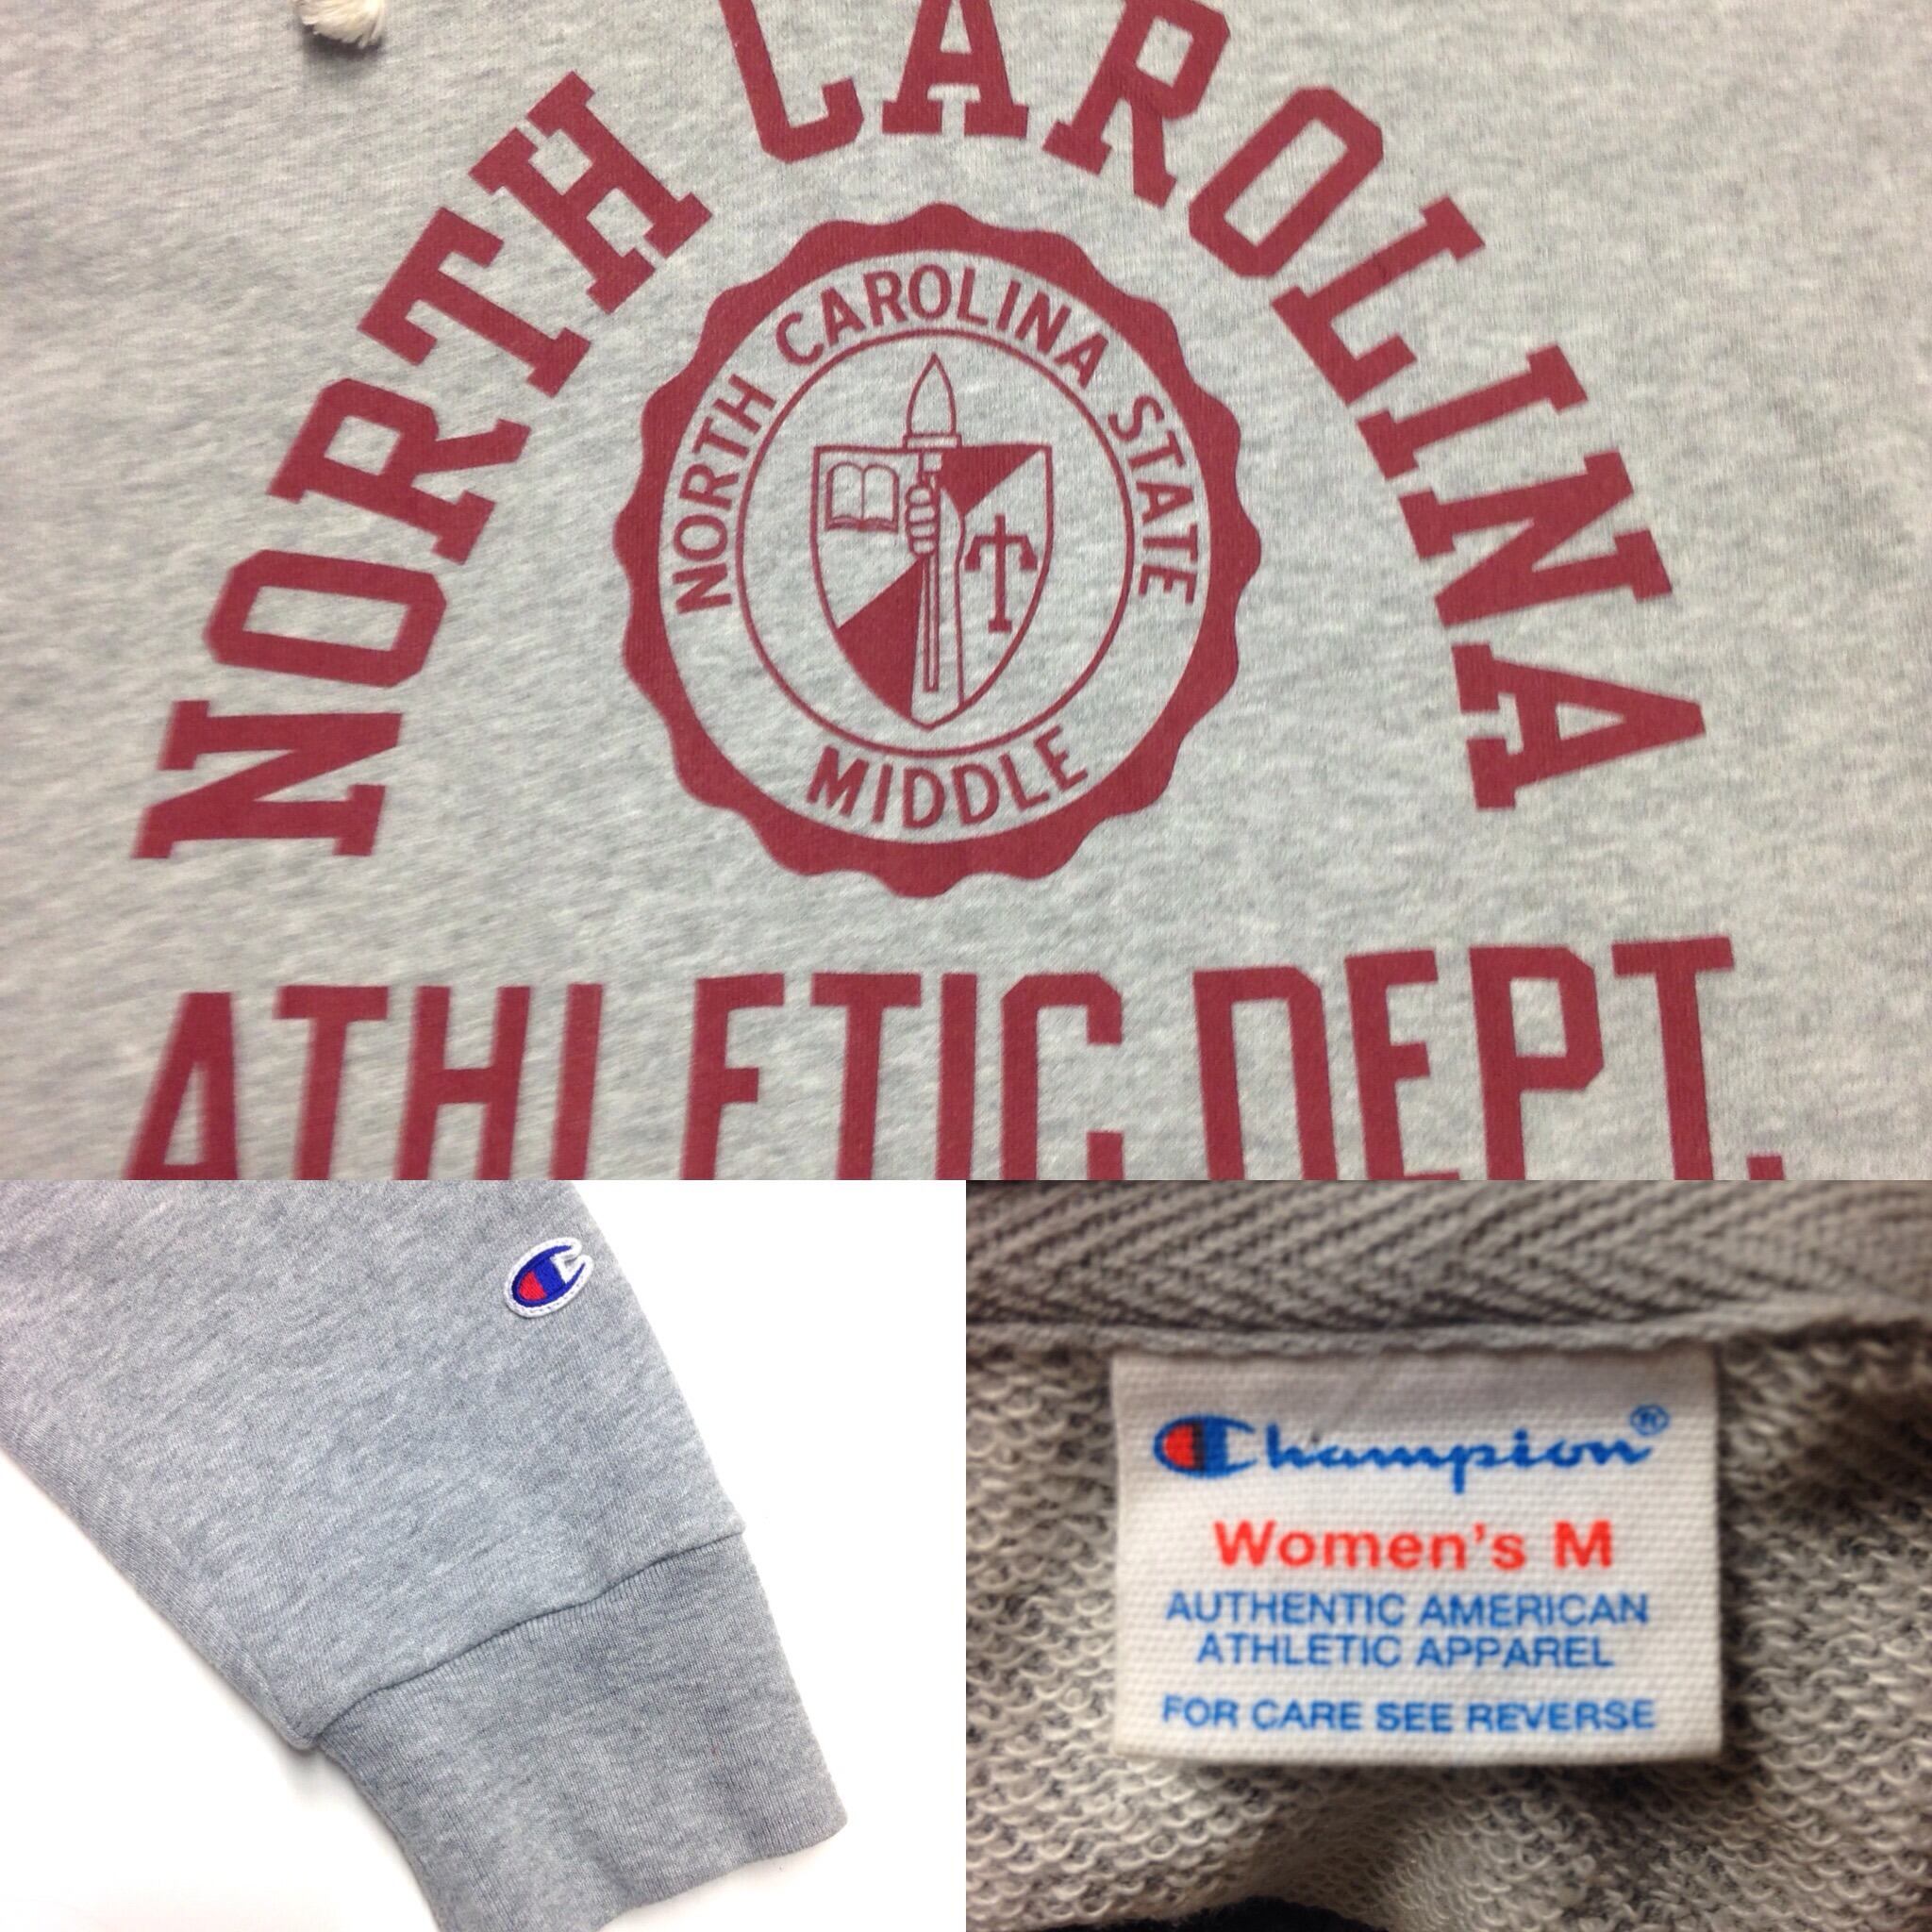 NORTH CAROLINA
NORTH CAROLINA STATE
T
MIDDLE
ATHLETIC DEPT.
C
Champion®
Women's M
AUTHENTIC AMERICAN
ATHLETIC APPAREL
FOR CARE SEE REVERSE